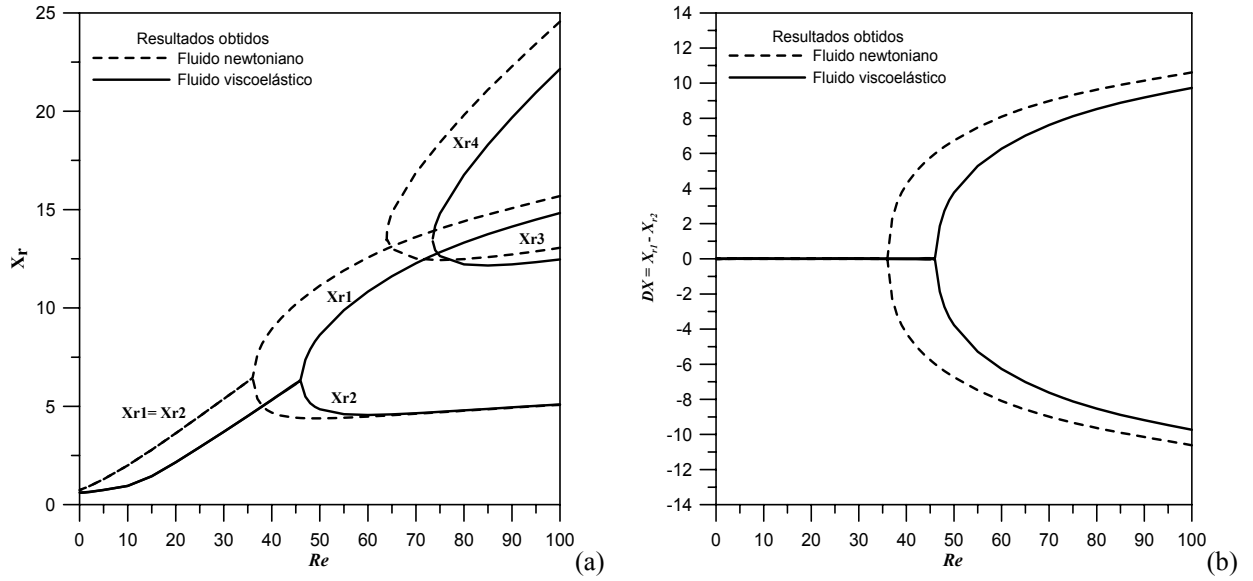 25
20
15
10
5
0
Xr
Resultados obtidos
Fluido newtoniano
Fluido viscoelástico
Xr4
Xr3
Xr1
Xr2
Xr1= Xr2
0 10 20 30 40 50 60 70 80 90 100
Re
(a)
14
12
10
8
6
4
2
0
-2
-4
-6
-8
-10
-12
-14
DX = Xr1 - Xr2
Resultados obtidos
Fluido newtoniano
Fluido viscoelástico
0 10 20 30 40 50 60 70 80 90 100
Re
(b)